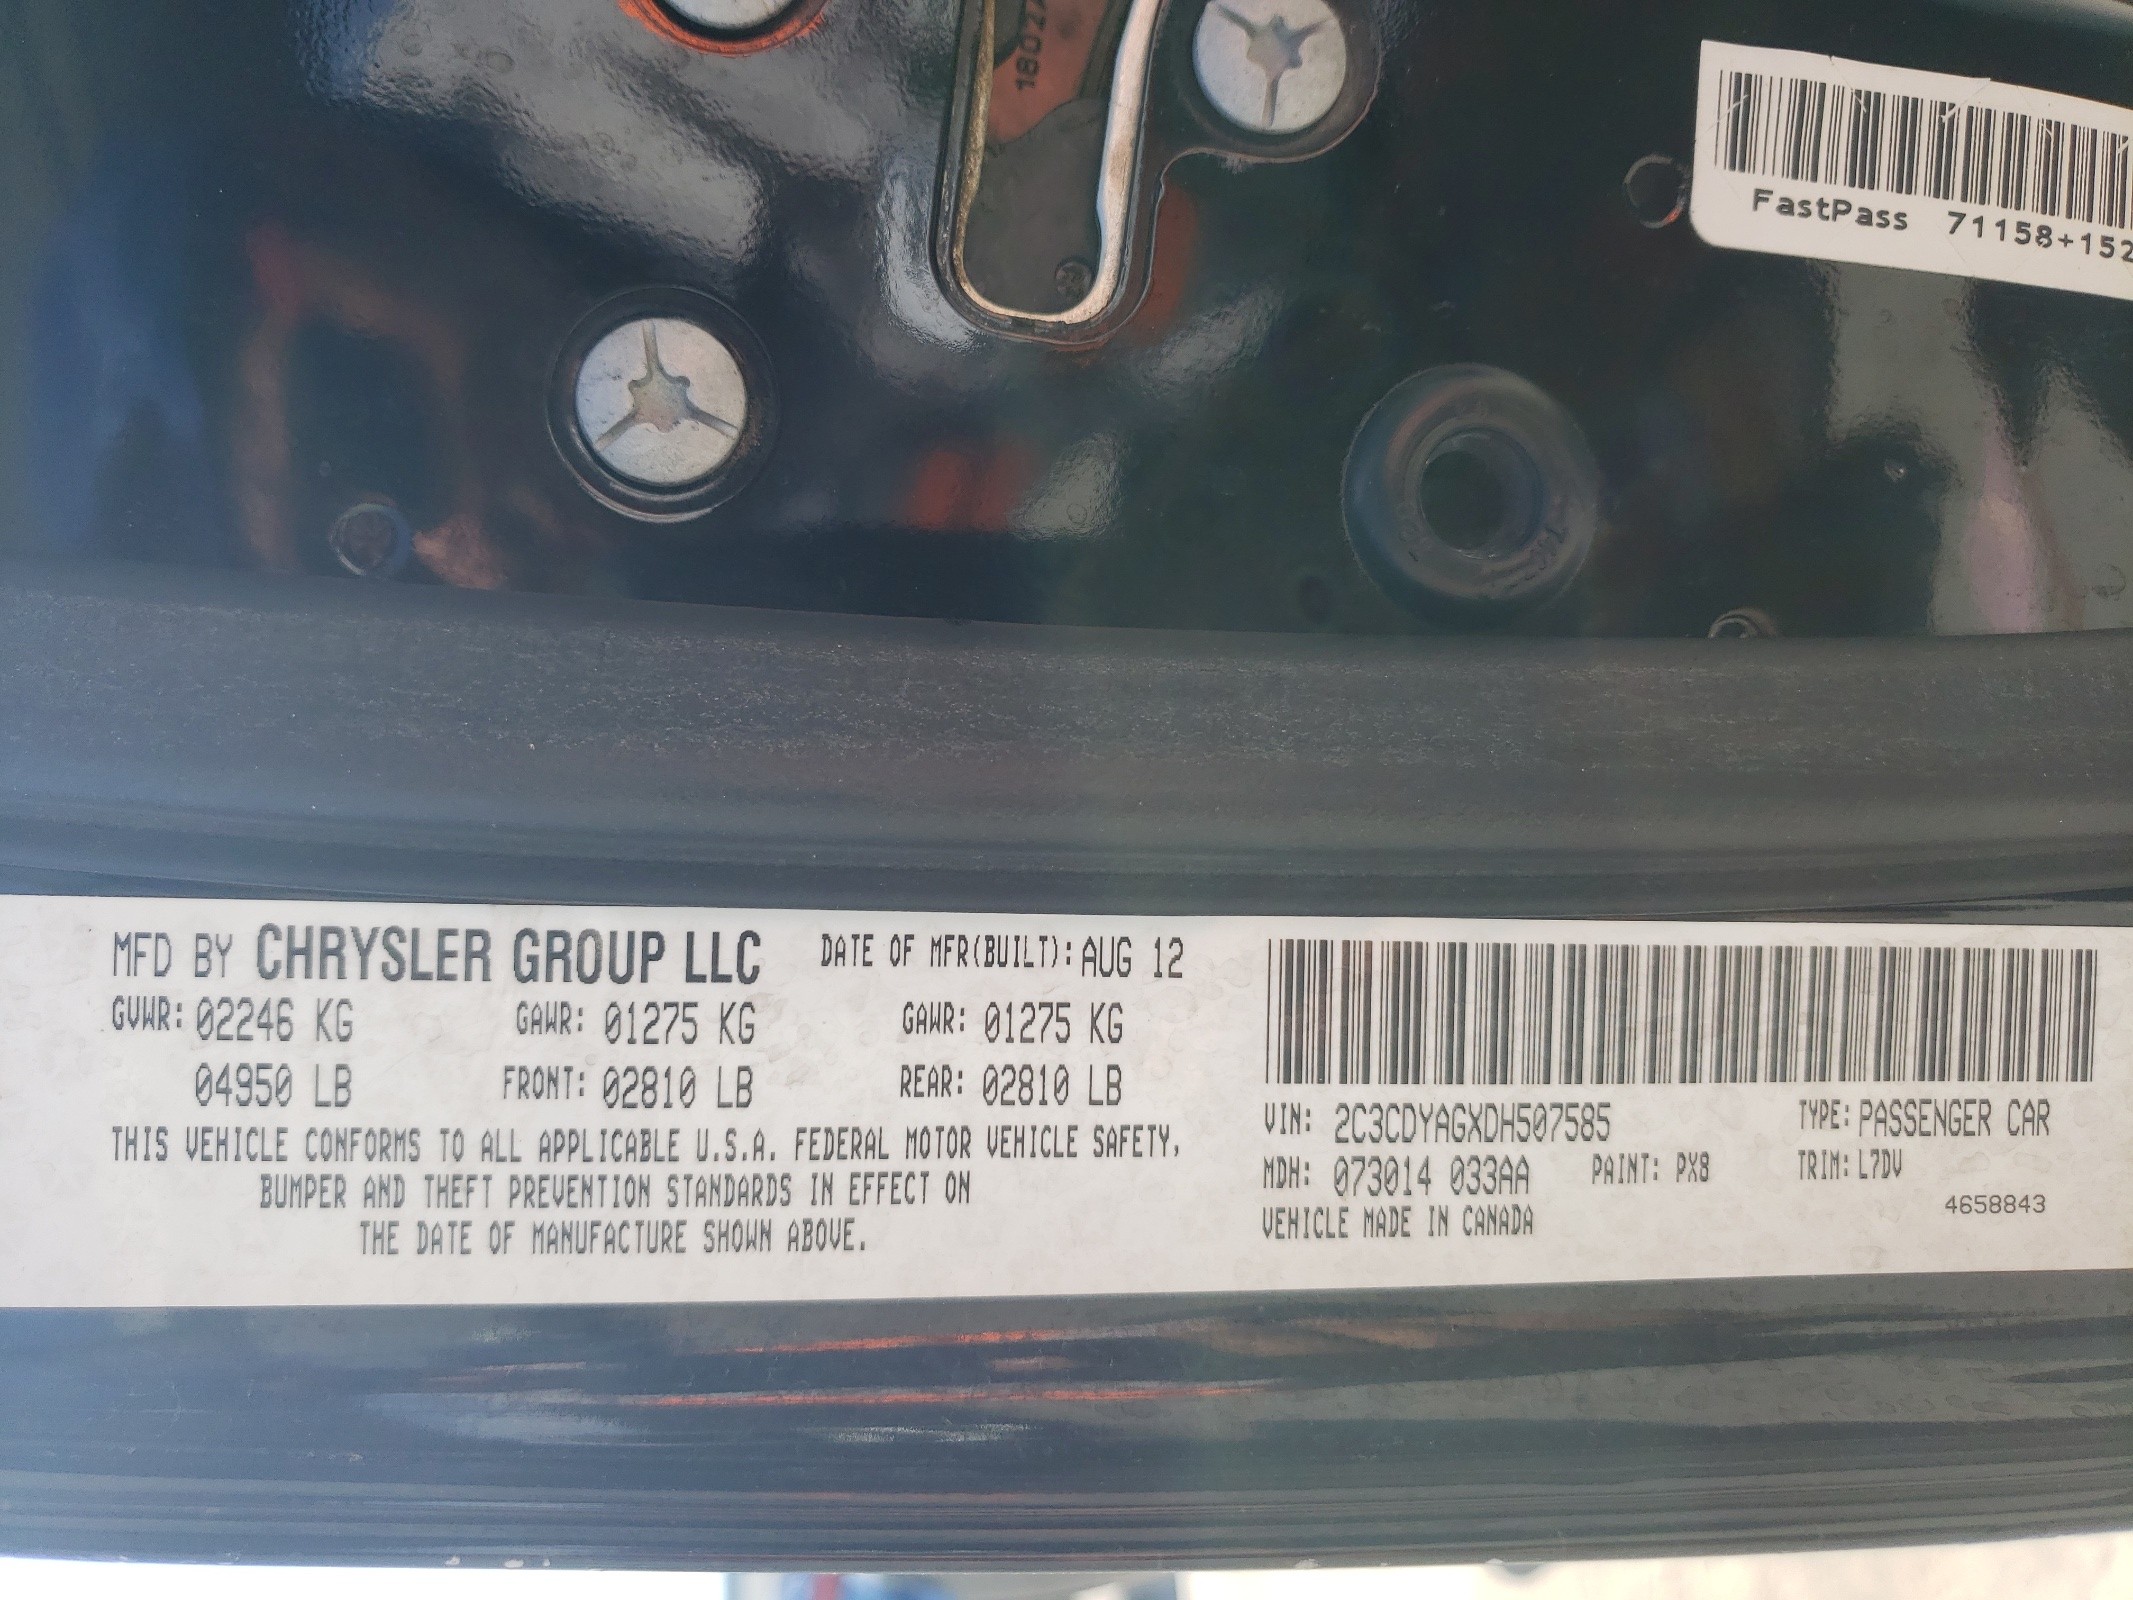 1802
FastPass 71158+152
MFD BY CHRYSLER GROUP LLC DATE OF MFR(BUILT): AUG 12
GVWR: 02246 KG GAWR: 01275 KG GAWR: 01275 KG
04950 LB FRONT: 02810 LB REAR: 02810 LB
THIS VEHICLE CONFORMS TO ALL APPLICABLE U.S.A. FEDERAL MOTOR VEHICLE SAFETY,
BUMPER AND THEFT PREVENTION STANDARDS IN EFFECT ON
THE DATE OF MANUFACTURE SHOWN ABOVE.
VIN: 2C3CDYAGXDH507585 TYPE: PASSENGER CAR
MDH: 073014 033AA PAINT: PX8 TRIM: L7DV
4658843
VEHICLE MADE IN CANADA